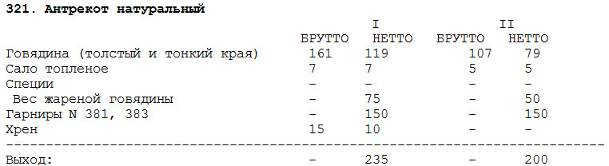 321. Антрекот натуральный
I II
БРУТТО НЕТТО БРУТТО НЕТТО
Говядина (толстый и тонкий края) 161 119 107 79
Сало топленое 7 7 5 5
Специи
Вес жареной говядины – 75 – 50
Гарниры N 381, 383 – 150 – 150
Хрен 15 10 – –
Выход: – 235 – 200